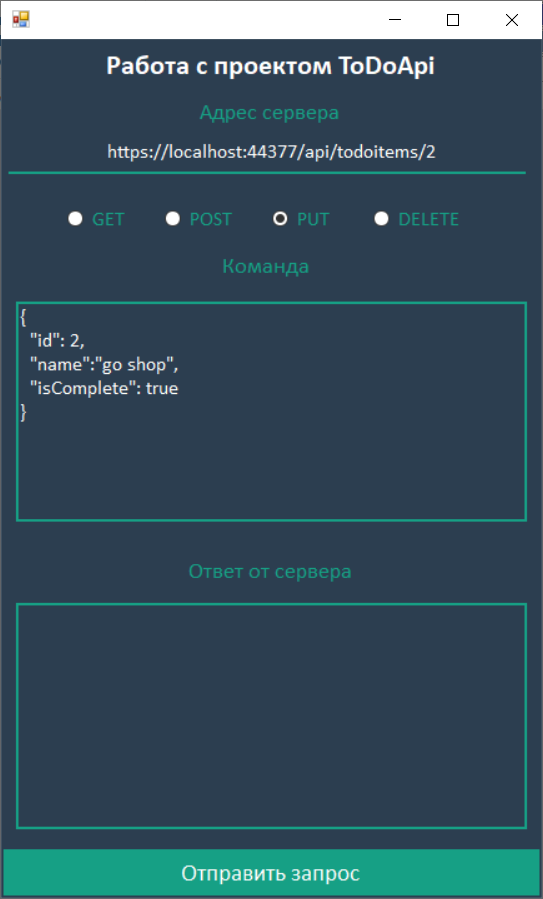 Работа с проектом ToDoApi
Адрес сервера
https://localhost:44377/api/todoitems/2
GET POST PUT DELETE
Команда
{
"id": 2,
"name":"go shop",
"isComplete": true
}
Ответ от сервера
Отправить запрос